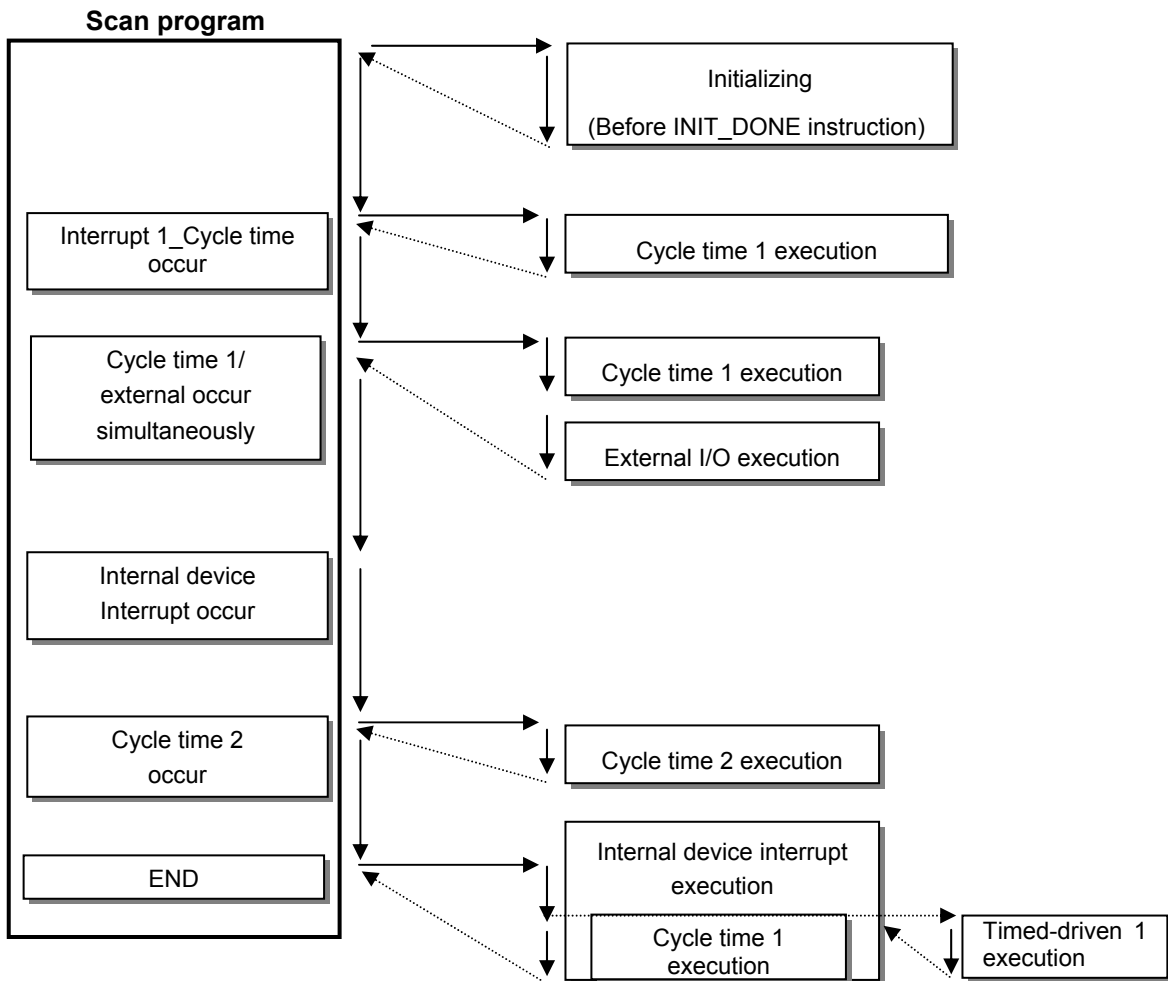 Scan program
Initializing
(Before INIT_DONE instruction)
Interrupt 1_Cycle time
occur
Cycle time 1 execution
Cycle time 1/
external occur
simultaneously
Cycle time 1 execution
External I/O execution
Internal device
Interrupt occur
Cycle time 2
occur
Cycle time 2 execution
END
Internal device interrupt
execution
Cycle time 1
execution
Timed-driven 1
execution